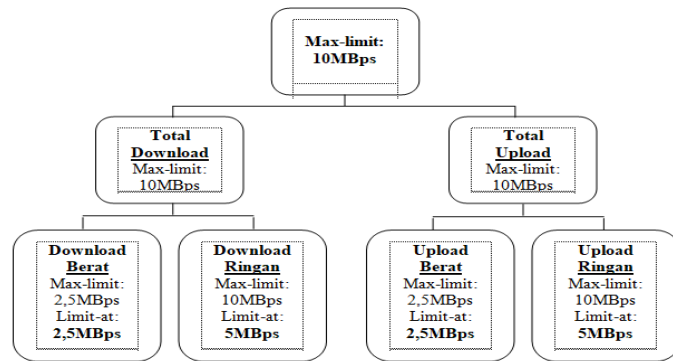 Max-limit:
10MBps
Total
Download
Max-limit:
10MBps
Total
Upload
Max-limit:
10MBps
Download
Berat
Max-limit:
2,5MBps
Limit-at:
2,5MBps
Download
Ringan
Max-limit:
10MBps
Limit-at:
5MBps
Upload
Berat
Max-limit:
2,5MBps
Limit-at:
2,5MBps
Upload
Ringan
Max-limit:
10MBps
Limit-at:
5MBps